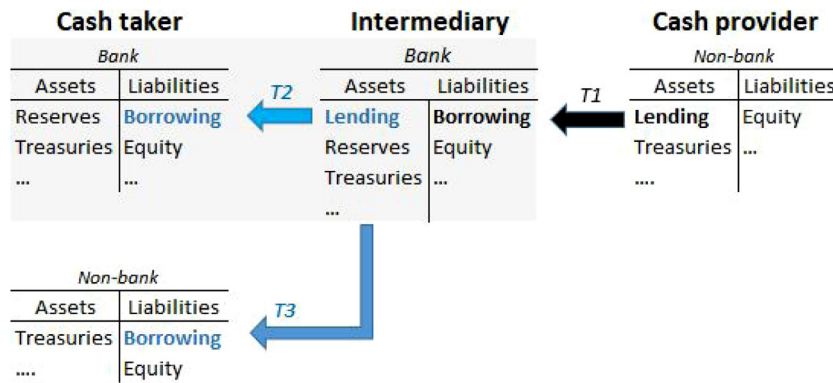 Cash taker Intermediary Cash provider
Bank Bank Non-bank
Assets Liabilities T2 Assets Liabilities T1 Assets Liabilities
Reserves Borrowing Lending Borrowing Lending Equity
Treasuries Equity Reserves Equity Treasuries ...
... ... Treasuries ... ....
...
Non-bank
Assets Liabilities T3
Treasuries Borrowing
.... Equity